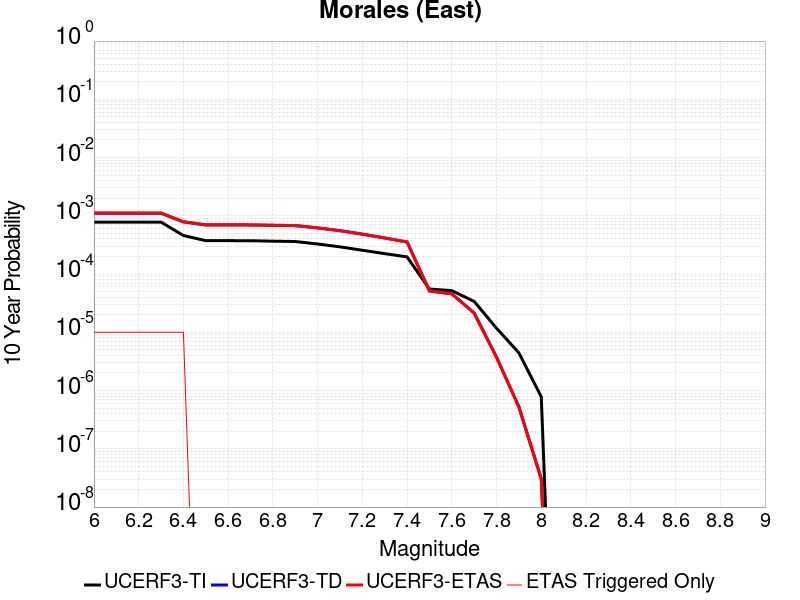 Morales (East)
10 Year Probability
10^0
10^-1
10^-2
10^-3
10^-4
10^-5
10^-6
10^-7
10^-8
6 6.2 6.4 6.6 6.8 7 7.2 7.4 7.6 7.8 8 8.2 8.4 8.6 8.8 9
Magnitude
UCERF3-TI UCERF3-TD UCERF3-ETAS ETAS Triggered Only